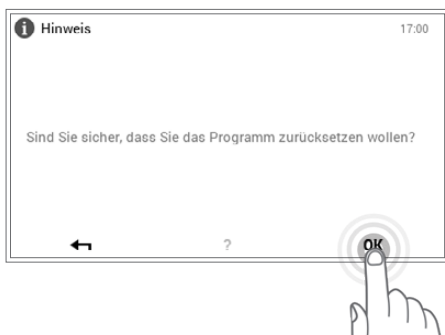 Hinweis 17:00
Sind Sie sicher, dass Sie das Programm zurücksetzen wollen?
? OK